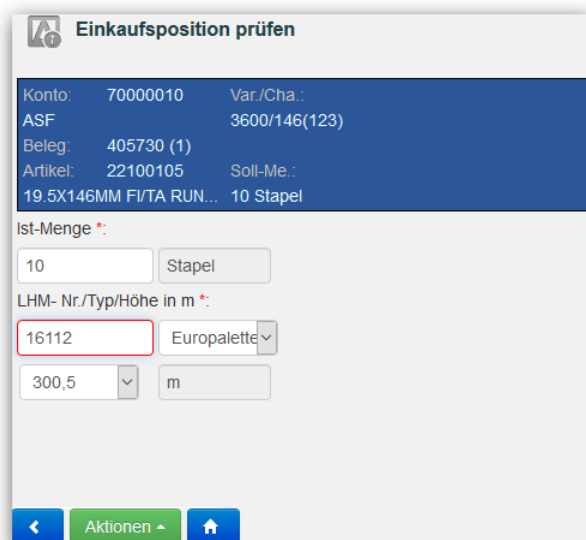 Einkaufsposition prüfen
Konto: 70000010 Var./Cha.:
ASF 3600/146(123)
Beleg: 405730 (1)
Artikel: 22100105 Soll-Me.:
19.5X146MM FI/TA RUN... 10 Stapel
Ist-Menge *:
10 Stapel
LHM- Nr./Typ/Höhe in m *:
16112 Europalette
300,5 m
Aktionen